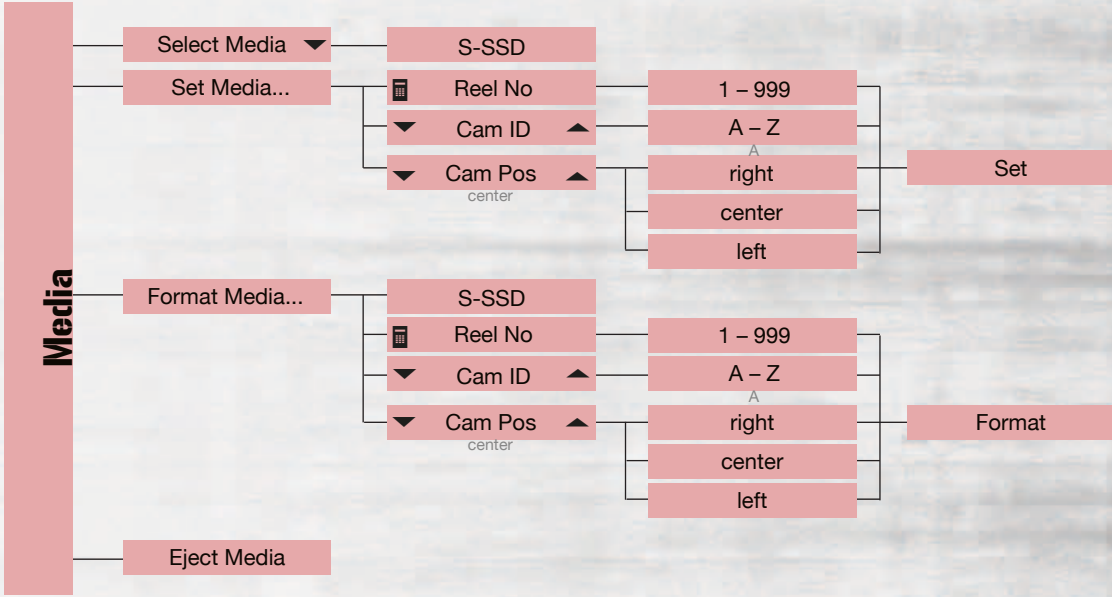 Media
Select Media
S-SSD
Set Media...
Reel No
1 – 999
Cam ID
A – Z
A
Cam Pos
center
right
center
left
Set
Format Media...
S-SSD
Reel No
1 – 999
Cam ID
A – Z
A
Cam Pos
center
right
center
left
Format
Eject Media